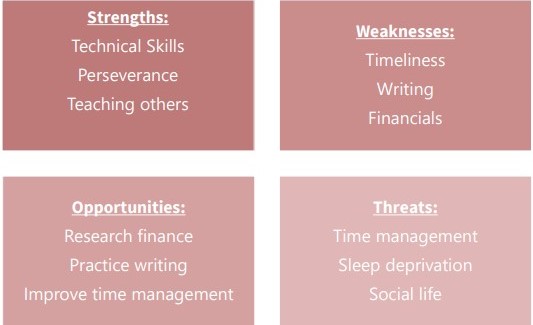 Strengths:
Technical Skills
Perseverance
Teaching others
Weaknesses:
Timeliness
Writing
Financials
Opportunities:
Research finance
Practice writing
Improve time management
Threats:
Time management
Sleep deprivation
Social life